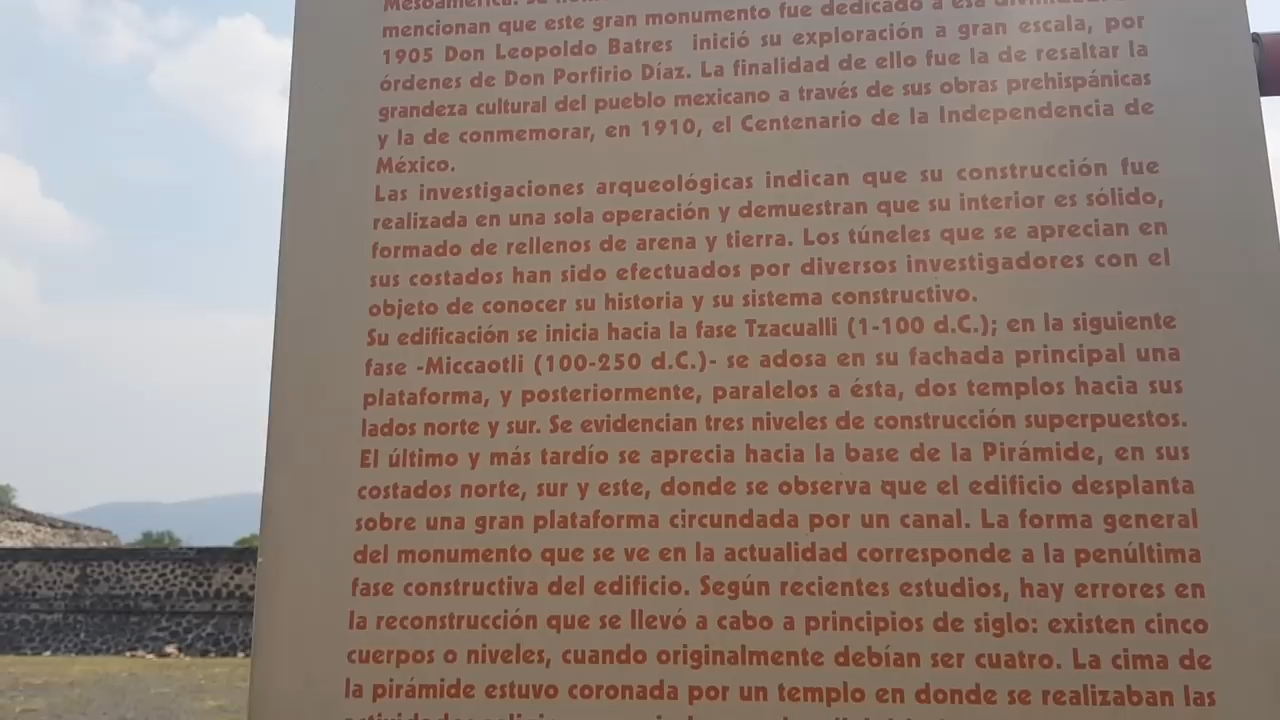 Mesoamérica. Su
mencionan que este gran monumento fue dedicado a esa
1905 Don Leopoldo Batres inició su exploración a gran escala, por
órdenes de Don Porfirio Díaz. La finalidad de ello fue la de resaltar la
grandeza cultural del pueblo mexicano a través de sus obras prehispánicas
y la de conmemorar, en 1910, el Centenario de la Independencia de
México.
Las investigaciones arqueológicas indican que su construcción fue
realizada en una sola operación y demuestran que su interior es sólido,
formado de rellenos de arena y tierra. Los túneles que se aprecian en
sus costados han sido efectuados por diversos investigadores con el
objeto de conocer su historia y su sistema constructivo.
Su edificación se inicia hacia la fase Tzacualli (1-100 d.C.); en la siguiente
fase -Miccaotli (100-250 d.C.)- se adosa en su fachada principal una
plataforma, y posteriormente, paralelos a ésta, dos templos hacia sus
lados norte y sur. Se evidencian tres niveles de construcción superpuestos.
El último y más tardío se aprecia hacia la base de la Pirámide, en sus
costados norte, sur y este, donde se observa que el edificio desplanta
sobre una gran plataforma circundada por un canal. La forma general
del monumento que se ve en la actualidad corresponde a la penúltima
fase constructiva del edificio. Según recientes estudios, hay errores en
la reconstrucción que se llevó a cabo a principios de siglo: existen cinco
cuerpos o niveles, cuando originalmente debían ser cuatro. La cima de
la pirámide estuvo coronada por un templo en donde se realizaban las